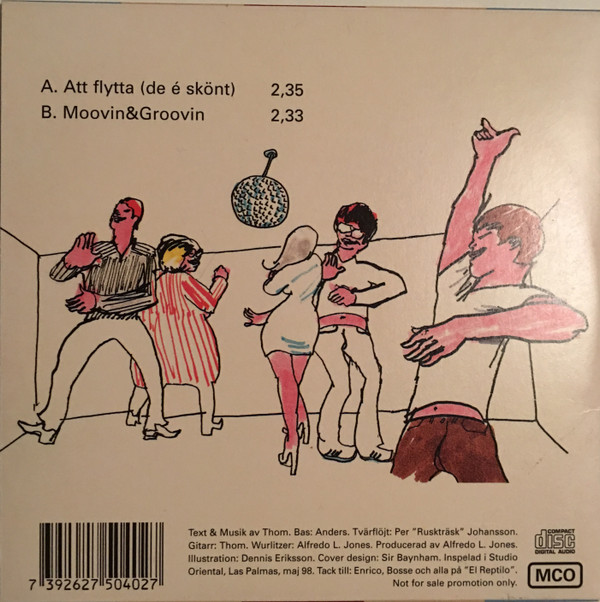 A. Att flytta (de é skönt) 2,35
B. Moovin&Groovin 2,33
Text & Musik av Thom. Bas: Anders. Tvärflöjt: Per "Ruskträsk" Johansson.
Gitarr: Thom. Wurlitzer: Alfredo L. Jones. Producerad av Alfredo L. Jones.
Illustration: Dennis Eriksson. Cover design: Sir Baynham. Inspelad i Studio
Oriental, Las Palmas, maj 98. Tack till: Enrico, Bosse och alla på "El Reptilo".
Not for sale promotion only.
COMPACT
disc
DIGITAL AUDIO
MCO
7 392627 504027